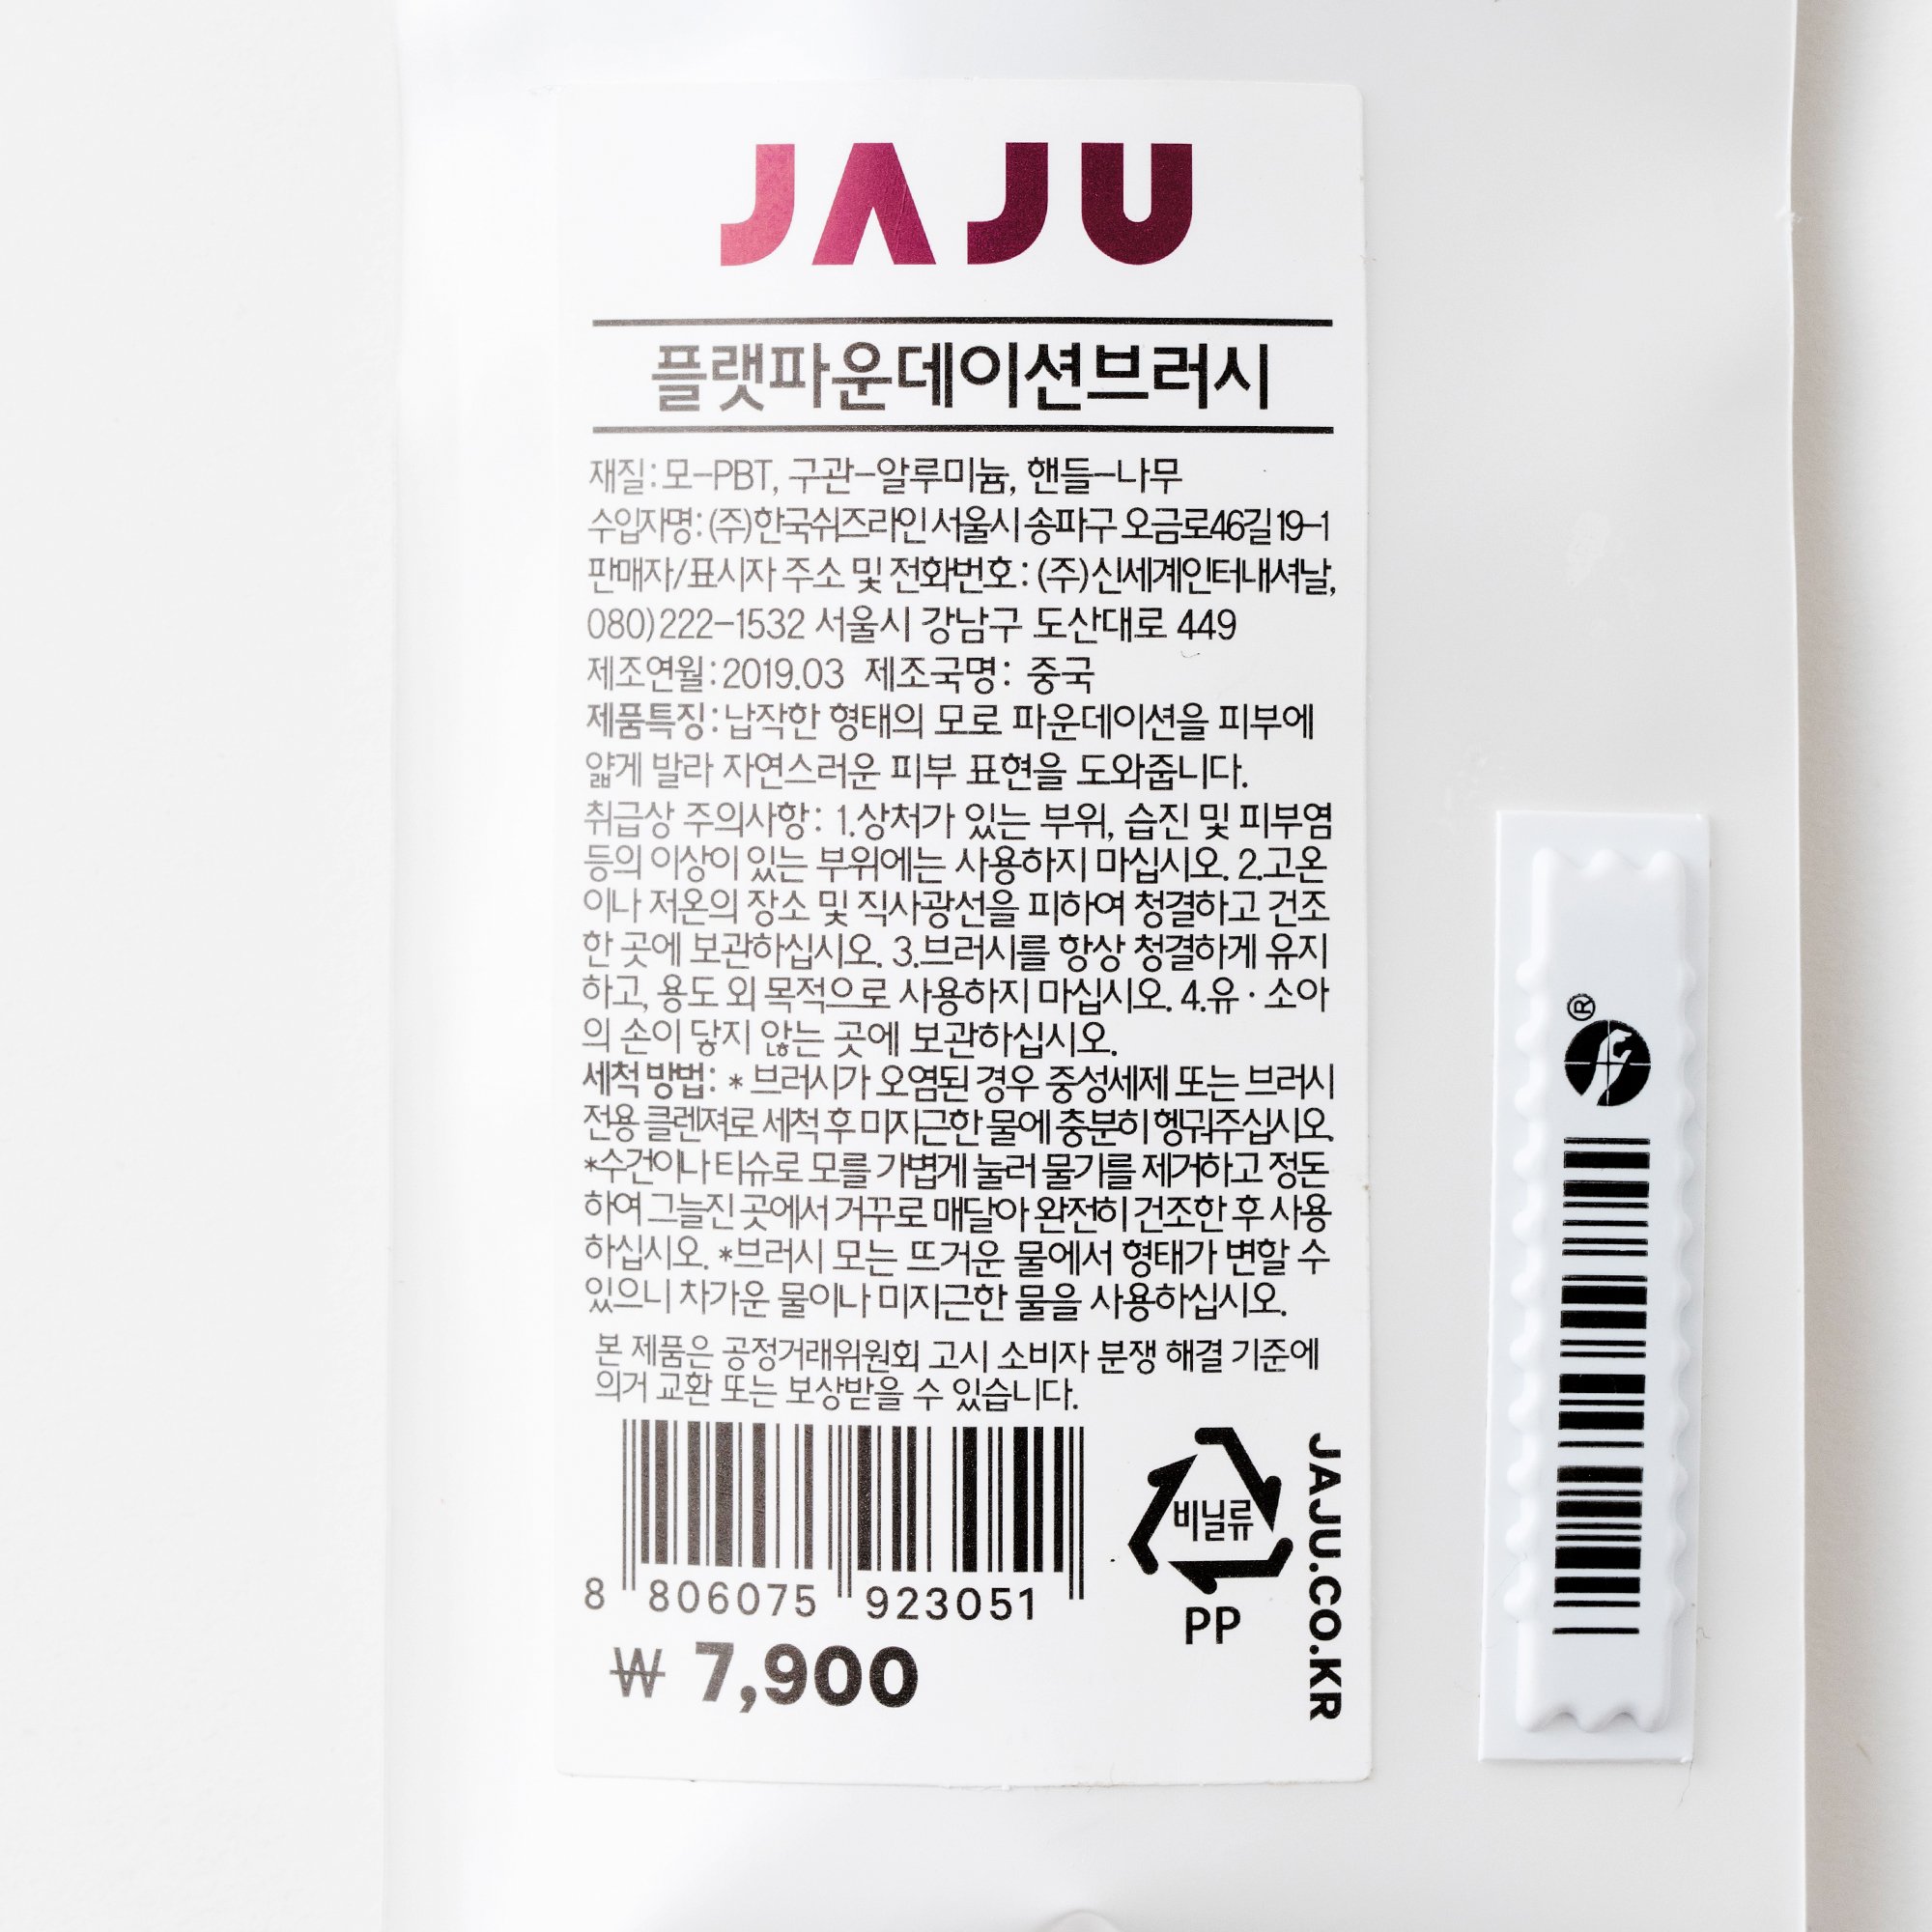 JAJU
플랫파운데이션브러시
재질:모-PBT, 구관-알루미늄, 핸들-나무
수입자명:(주)한국쉬즈라인 서울시 송파구 오금로46길 19-1
판매자/표시자 주소 및 전화번호:(주)신세계인터내셔날,
080)222-1532 서울시 강남구 도산대로 449
제조연월:2019.03 제조국명: 중국
제품특징:납작한 형태의 모로 파운데이션을 피부에
얇게 발라 자연스러운 피부 표현을 도와줍니다.
취급상 주의사항: 1.상처가 있는 부위, 습진 및 피부염
등의 이상이 있는 부위에는 사용하지 마십시오. 2.고온
이나 저온의 장소 및 직사광선을 피하여 청결하고 건조
한 곳에 보관하십시오. 3.브러시를 항상 청결하게 유지
하고, 용도 외 목적으로 사용하지 마십시오. 4.유·소아
의 손이 닿지 않는 곳에 보관하십시오.
세척 방법: * 브러시가 오염된 경우 중성세제 또는 브러시
전용 클렌져로 세척 후 미지근한 물에 충분히 헹궈주십시오.
*수건이나 티슈로 모를 가볍게 눌러 물기를 제거하고 정돈
하여 그늘진 곳에서 거꾸로 매달아 완전히 건조한 후 사용
하십시오. *브러시 모는 뜨거운 물에서 형태가 변할 수
있으니 차가운 물이나 미지근한 물을 사용하십시오.
본 제품은 공정거래위원회 고시 소비자 분쟁 해결 기준에
의거 교환 또는 보상받을 수 있습니다.
8 806075 923051
비닐류
PP
JAJU.CO.KR
₩ 7,900
®